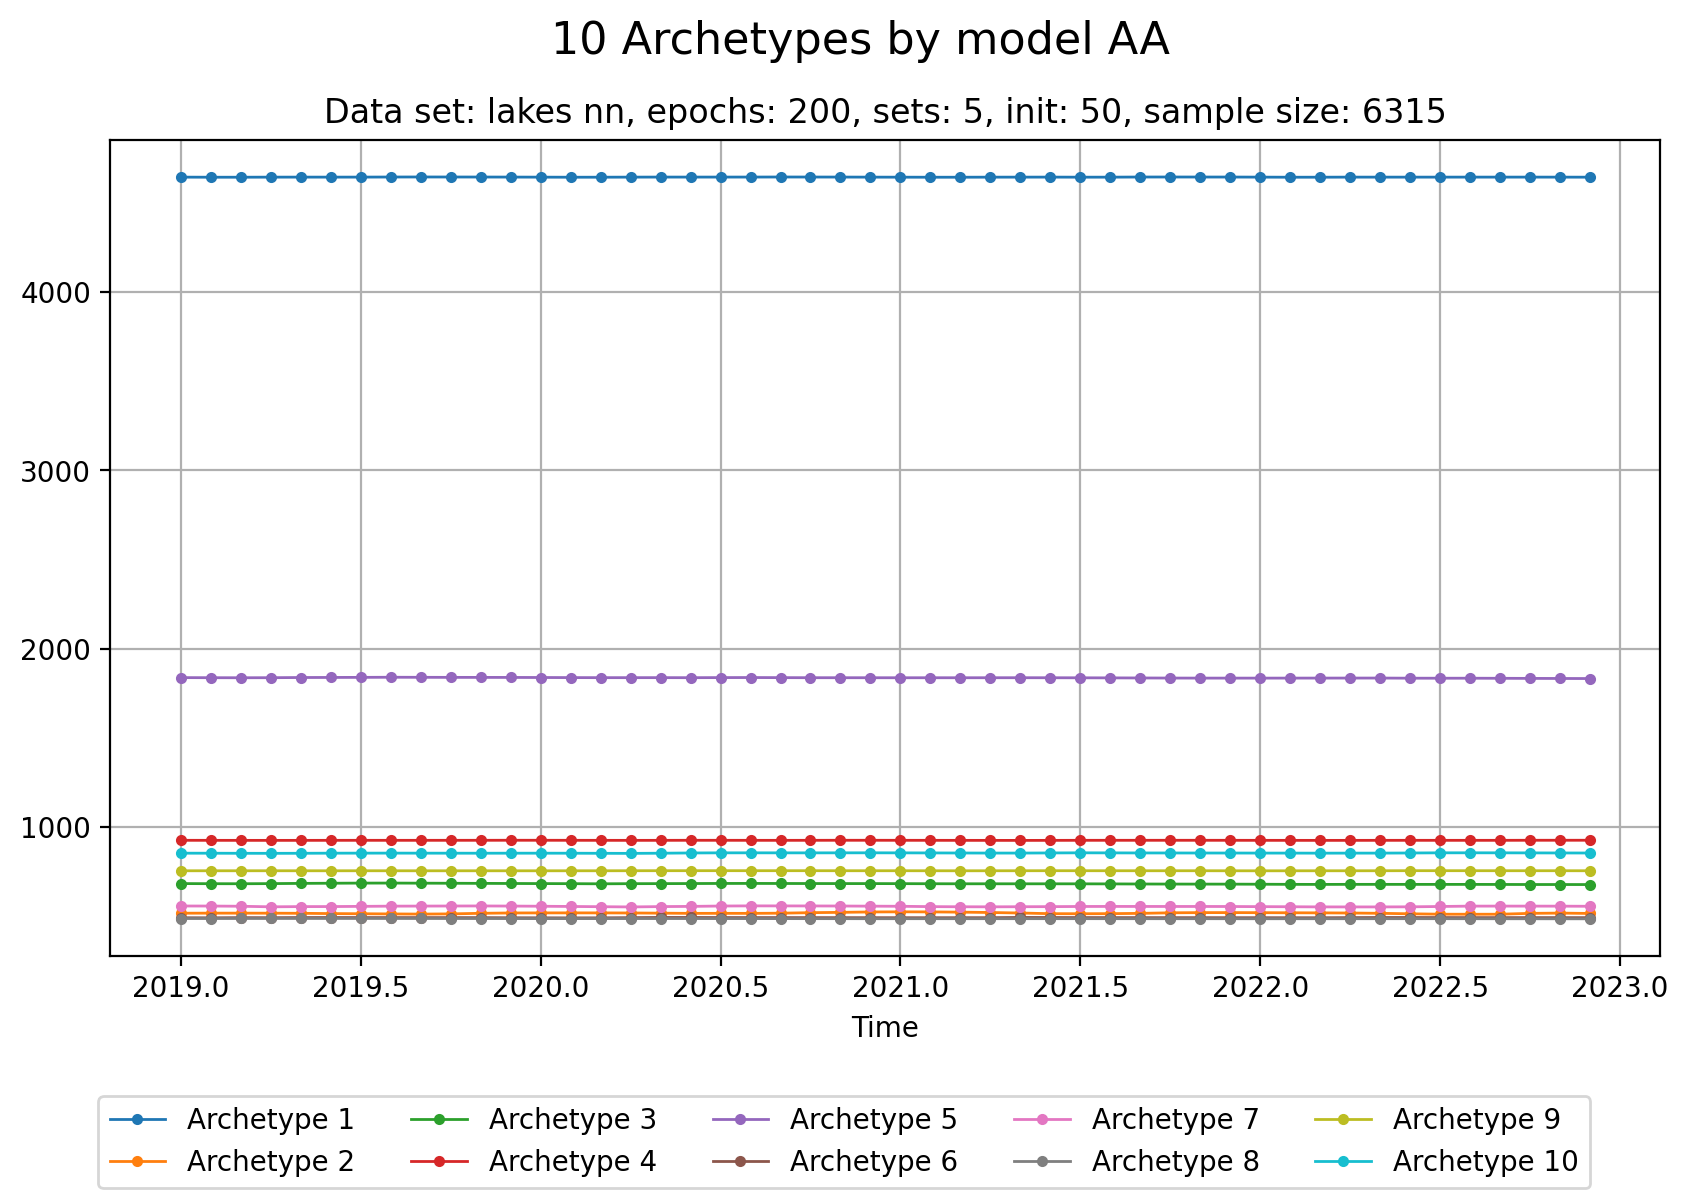 10 Archetypes by model AA
Data set: lakes nn, epochs: 200, sets: 5, init: 50, sample size: 6315
4000
3000
2000
1000
2019.0 2019.5 2020.0 2020.5 2021.0 2021.5 2022.0 2022.5 2023.0
Time
Archetype 1 Archetype 3 Archetype 5 Archetype 7 Archetype 9
Archetype 2 Archetype 4 Archetype 6 Archetype 8 Archetype 10